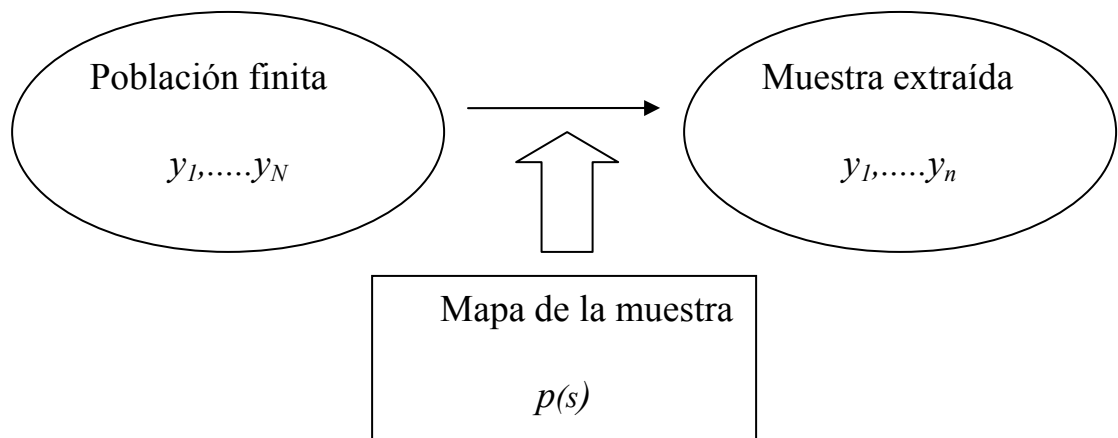 Población finita
Muestra extraída
y1,.....yN
y1,.....yn
Mapa de la muestra
p(s)